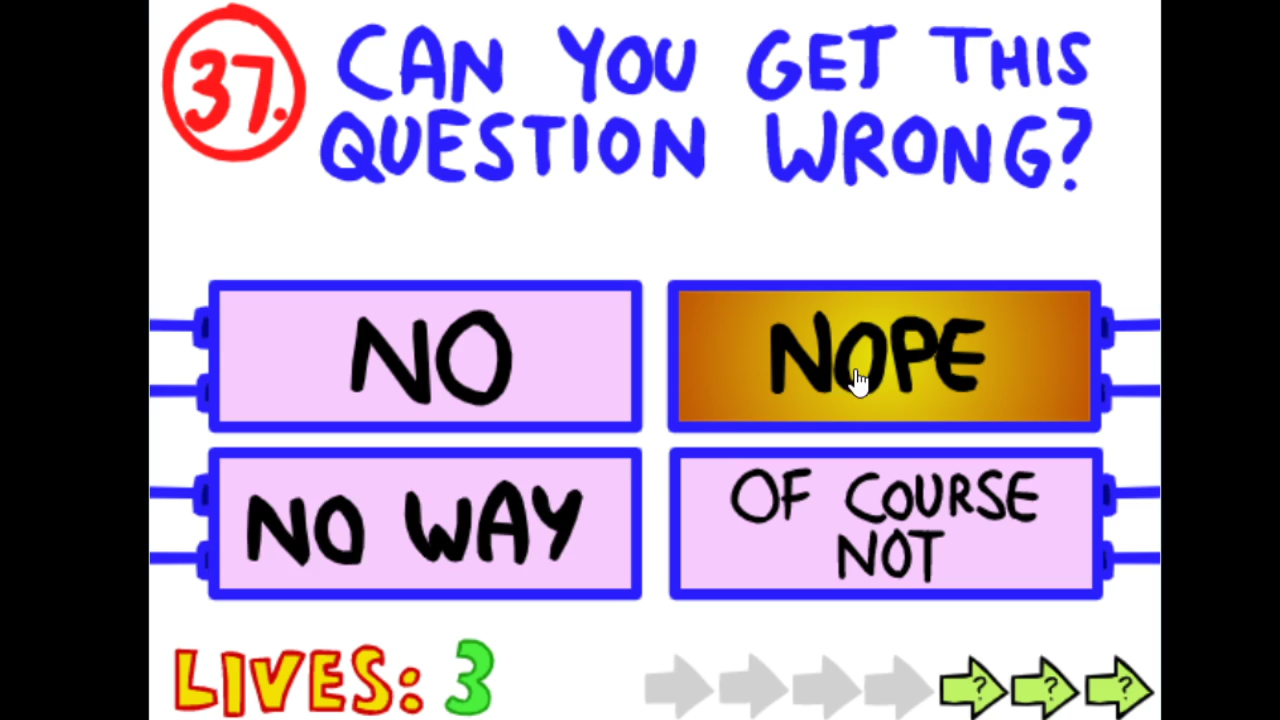 37. CAN YOU GET THIS
QUESTION WRONG?
NO
NOPE
NO WAY
OF COURSE
NOT
LIVES: 3
? ? ?